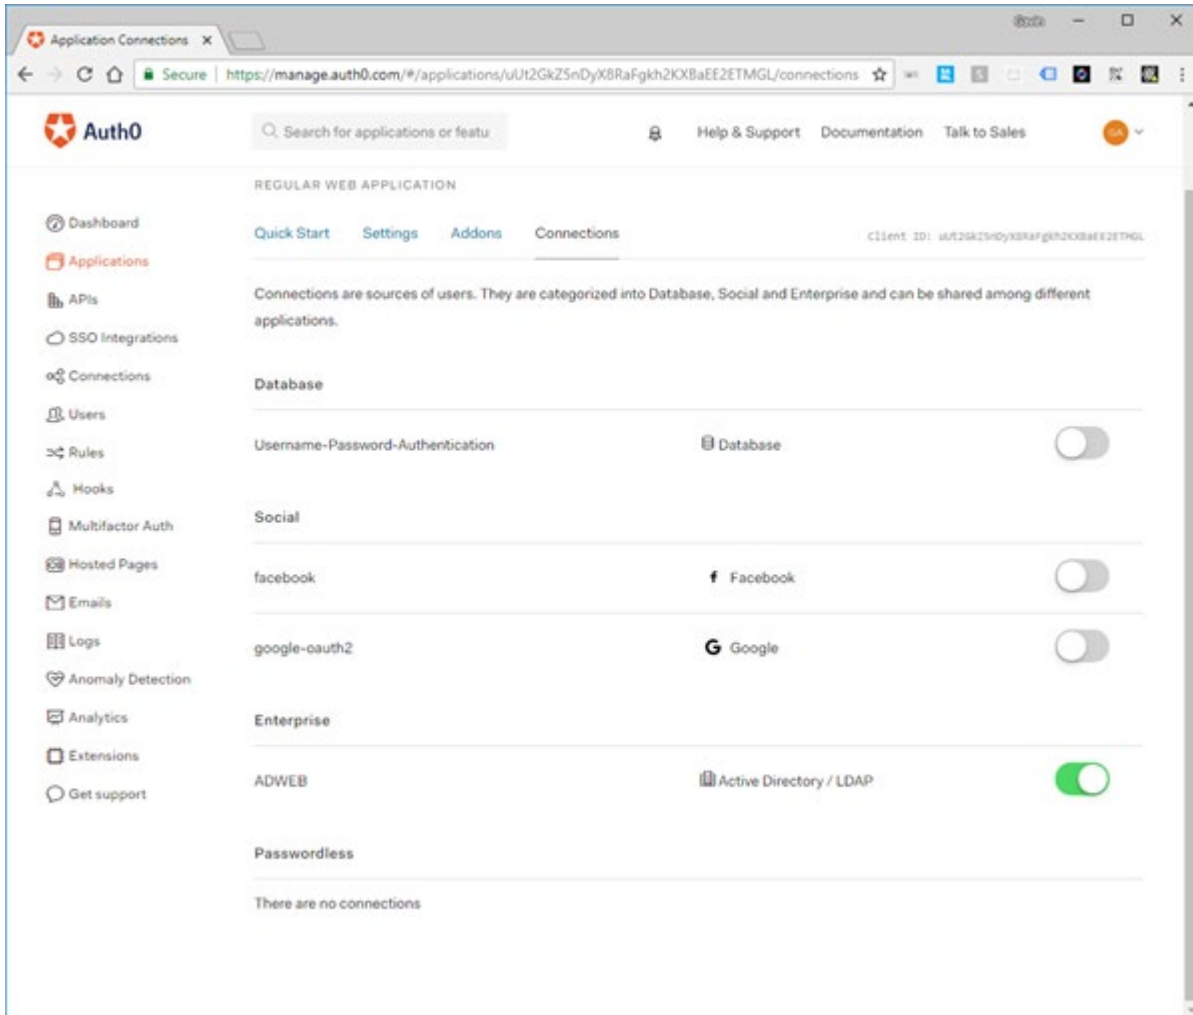 Application Connections
Secure https://manage.auth0.com/#/applications/uUt2GkZ5nDyX8RaFgkh2KXBaEE2ETMGL/connections
Auth0
Search for applications or featu
Help & Support Documentation Talk to Sales
GA
REGULAR WEB APPLICATION
Quick Start Settings Addons Connections
Client ID:
Dashboard
Applications
APIs
SSO Integrations
Connections
Users
Rules
Hooks
Multifactor Auth
Hosted Pages
Emails
Logs
Anomaly Detection
Analytics
Extensions
Get support
Connections are sources of users. They are categorized into Database, Social and Enterprise and can be shared among different
applications.
Database
Username-Password-Authentication Database
Social
facebook Facebook
google-oauth2 Google
Enterprise
ADWEB Active Directory / LDAP
Passwordless
There are no connections